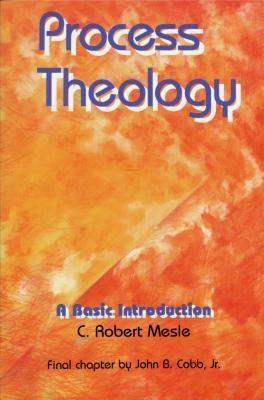 Process
Theology
A Basic Introduction
C. Robert Mesle
Final chapter by John B. Cobb, Jr.